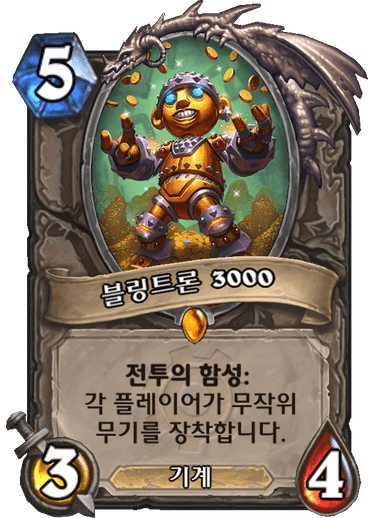 5
블링트론 3000
전투의 함성:
각 플레이어가 무작위
무기를 장착합니다.
3
기계
4